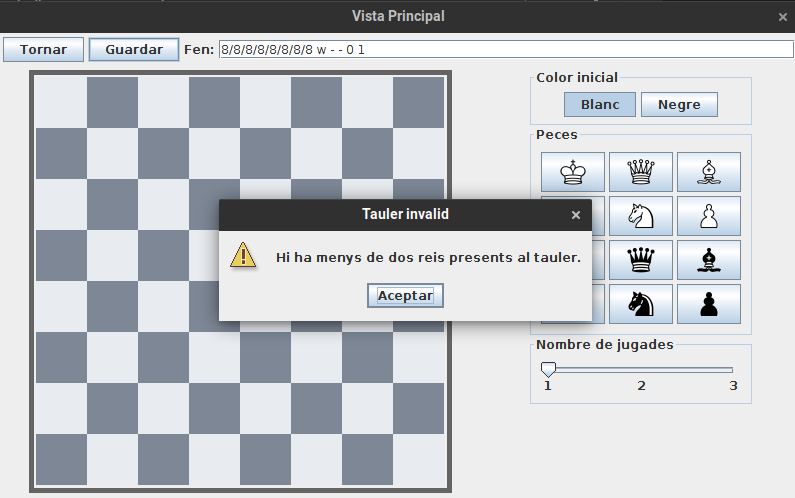 Vista Principal
Tornar
Guardar
Fen: 8/8/8/8/8/8/8/8 w - - 0 1
Color inicial
Blanc
Negre
Peces
Tauler invalid
Hi ha menys de dos reis presents al tauler.
Aceptar
Nombre de jugades
1 2 3